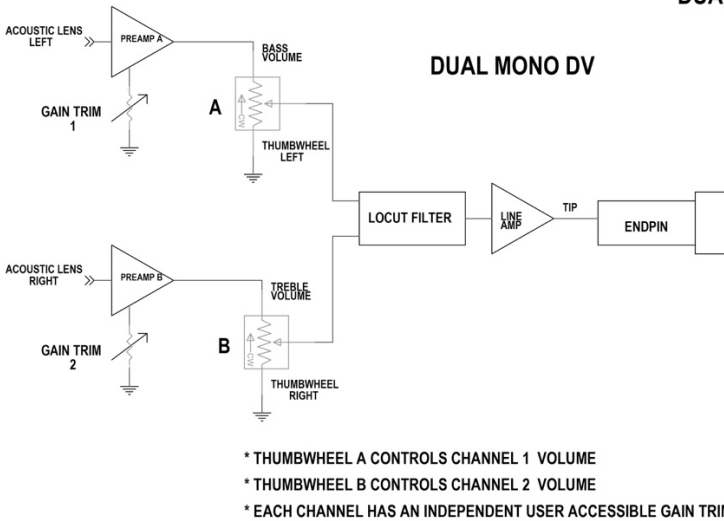 DUA
ACOUSTIC LENS
LEFT
PREAMP A
BASS
VOLUME
DUAL MONO DV
GAIN TRIM
1
A
CW
THUMBWHEEL
LEFT
LOCUT FILTER
LINE
AMP
TIP
ENDPIN
ACOUSTIC LENS
RIGHT
PREAMP B
TREBLE
VOLUME
GAIN TRIM
2
B
CW
THUMBWHEEL
RIGHT
* THUMBWHEEL A CONTROLS CHANNEL 1 VOLUME
* THUMBWHEEL B CONTROLS CHANNEL 2 VOLUME
* EACH CHANNEL HAS AN INDEPENDENT USER ACCESSIBLE GAIN TRIM